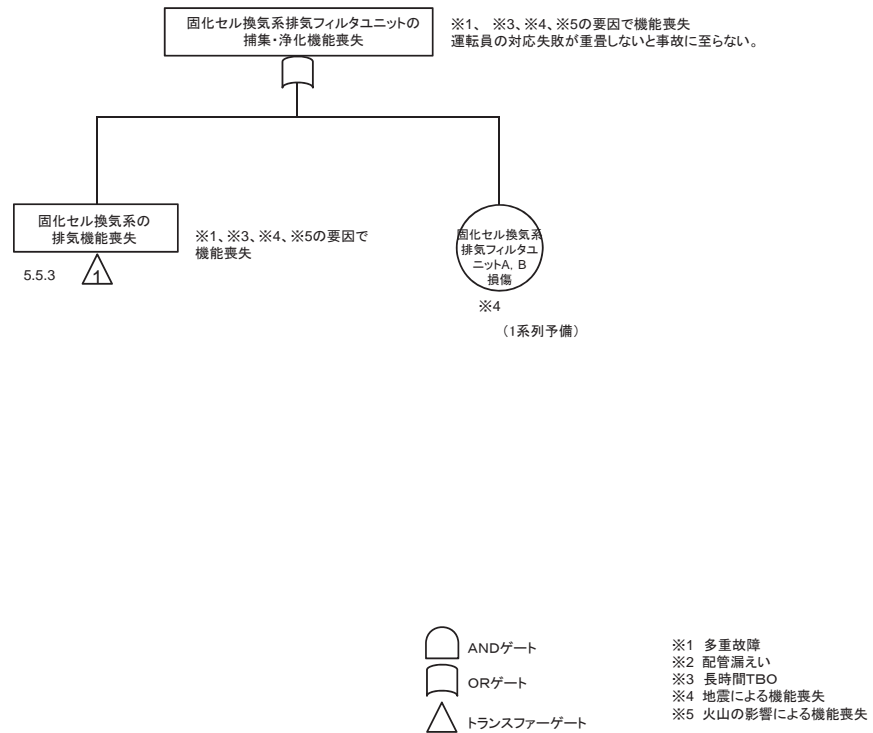 固化セル換気系排気フィルタユニットの
捕集・浄化機能喪失
※1、 ※3、※4、※5の要因で機能喪失
運転員の対応失敗が重畳しないと事故に至らない。
固化セル換気系の
排気機能喪失
※1、※3、※4、※5の要因で
機能喪失
5.5.3
1
固化セル換気系
排気フィルタユ
ニットA, B
損傷
※4
（1系列予備）
ANDゲート
ORゲート
トランスファーゲート
※1 多重故障
※2 配管漏えい
※3 長時間TBO
※4 地震による機能喪失
※5 火山の影響による機能喪失